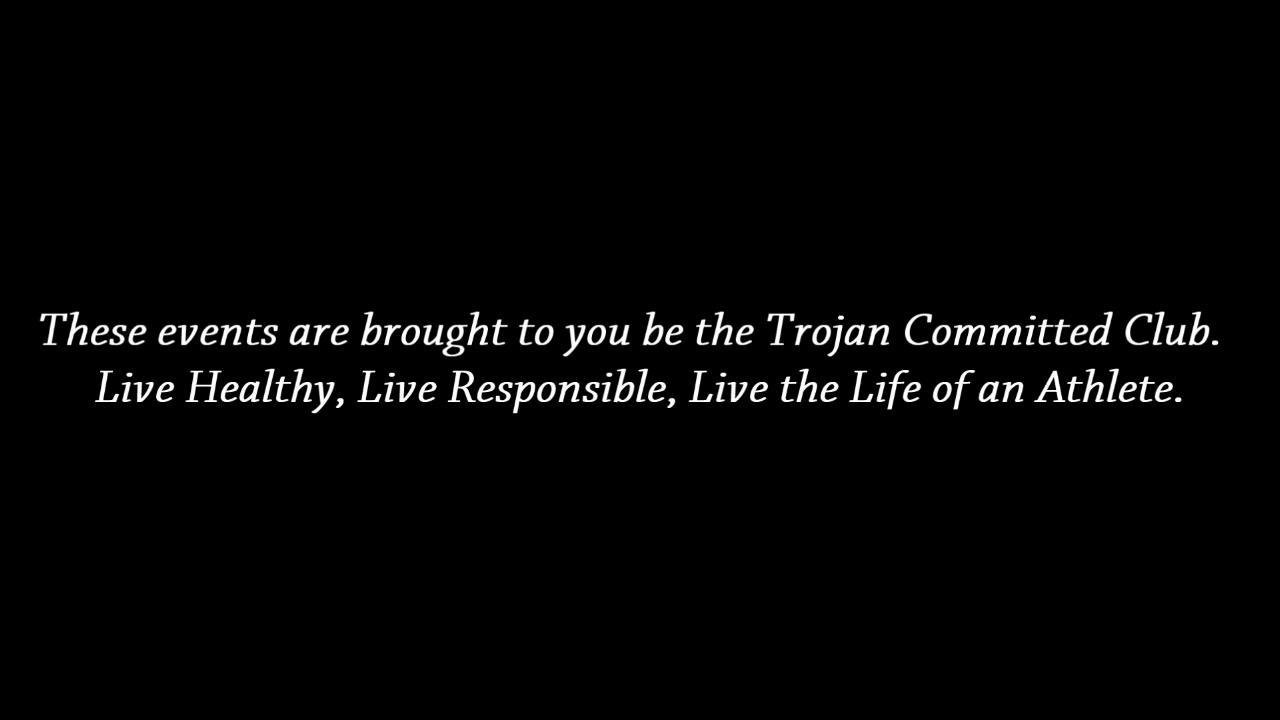 These events are brought to you be the Trojan Committed Club.
Live Healthy, Live Responsible, Live the Life of an Athlete.